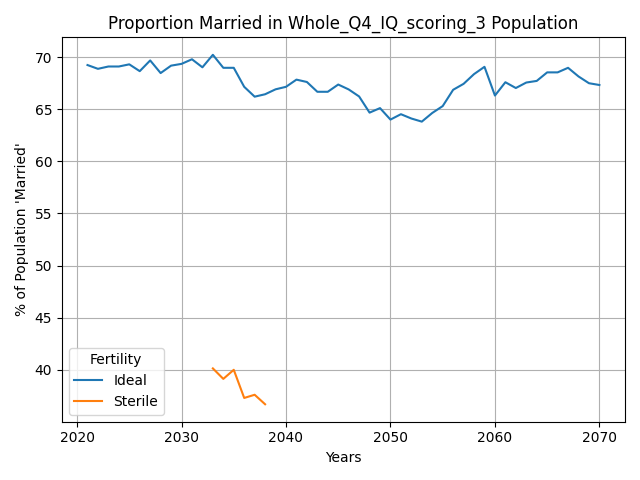 Proportion Married in Whole_Q4_IQ_scoring_3 Population
% of Population 'Married'
70
65
60
55
50
45
40
Fertility
Ideal
Sterile
2020 2030 2040 2050 2060 2070
Years